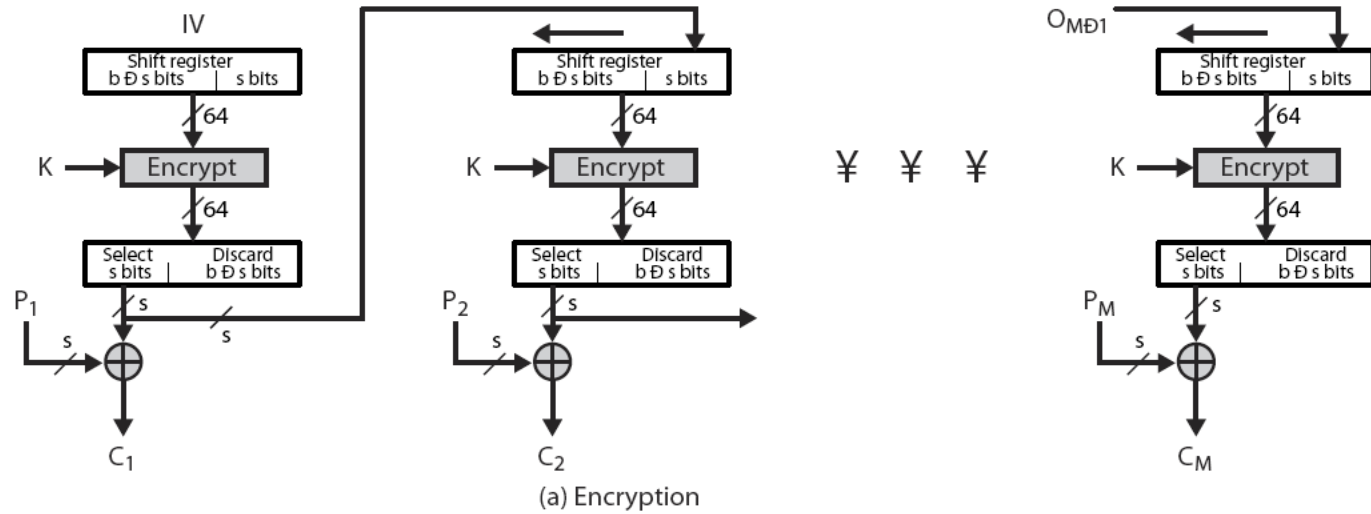 IV
Shift register
b Ð s bits | s bits
64
K
Encrypt
64
Select Discard
s bits | b Ð s bits
P1
s
s
s
C1
Shift register
b Ð s bits | s bits
64
K
Encrypt
64
Select Discard
s bits | b Ð s bits
P2
s
s
C2
¥ ¥ ¥
OMÐ1
Shift register
b Ð s bits | s bits
64
K
Encrypt
64
Select Discard
s bits | b Ð s bits
PM
s
s
CM
(a) Encryption